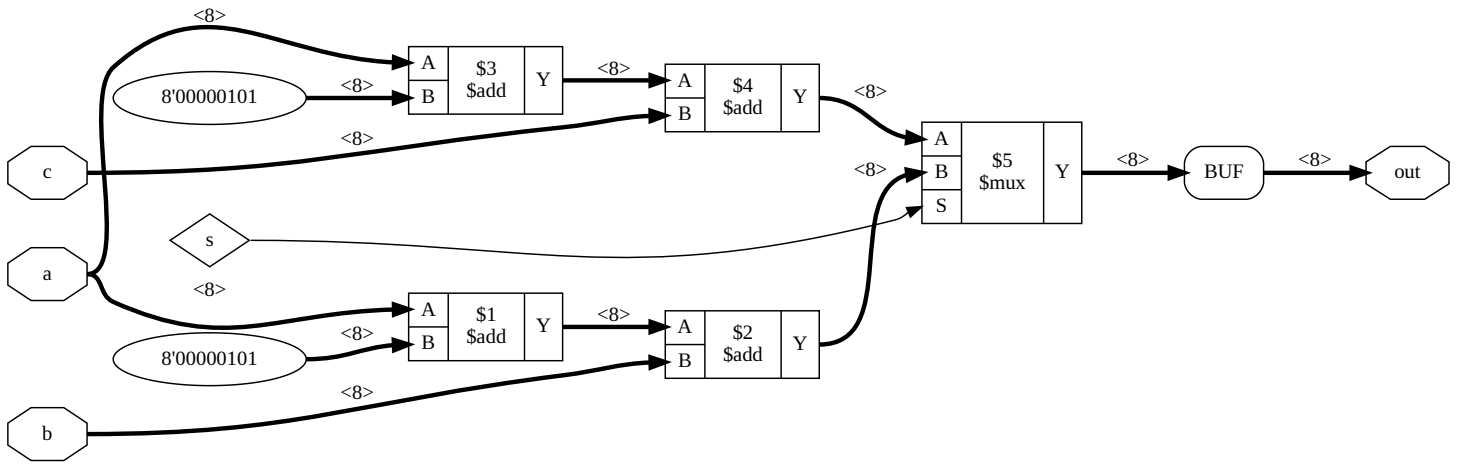 <8>
A
B
$3
$add
Y
8'00000101
<8>
<8>
A
B
$4
$add
Y
<8>
c
<8>
A
B
S
$5
$mux
Y
<8>
<8>
BUF
<8>
out
s
a
<8>
A
B
$1
$add
Y
8'00000101
<8>
<8>
A
B
$2
$add
Y
b
<8>